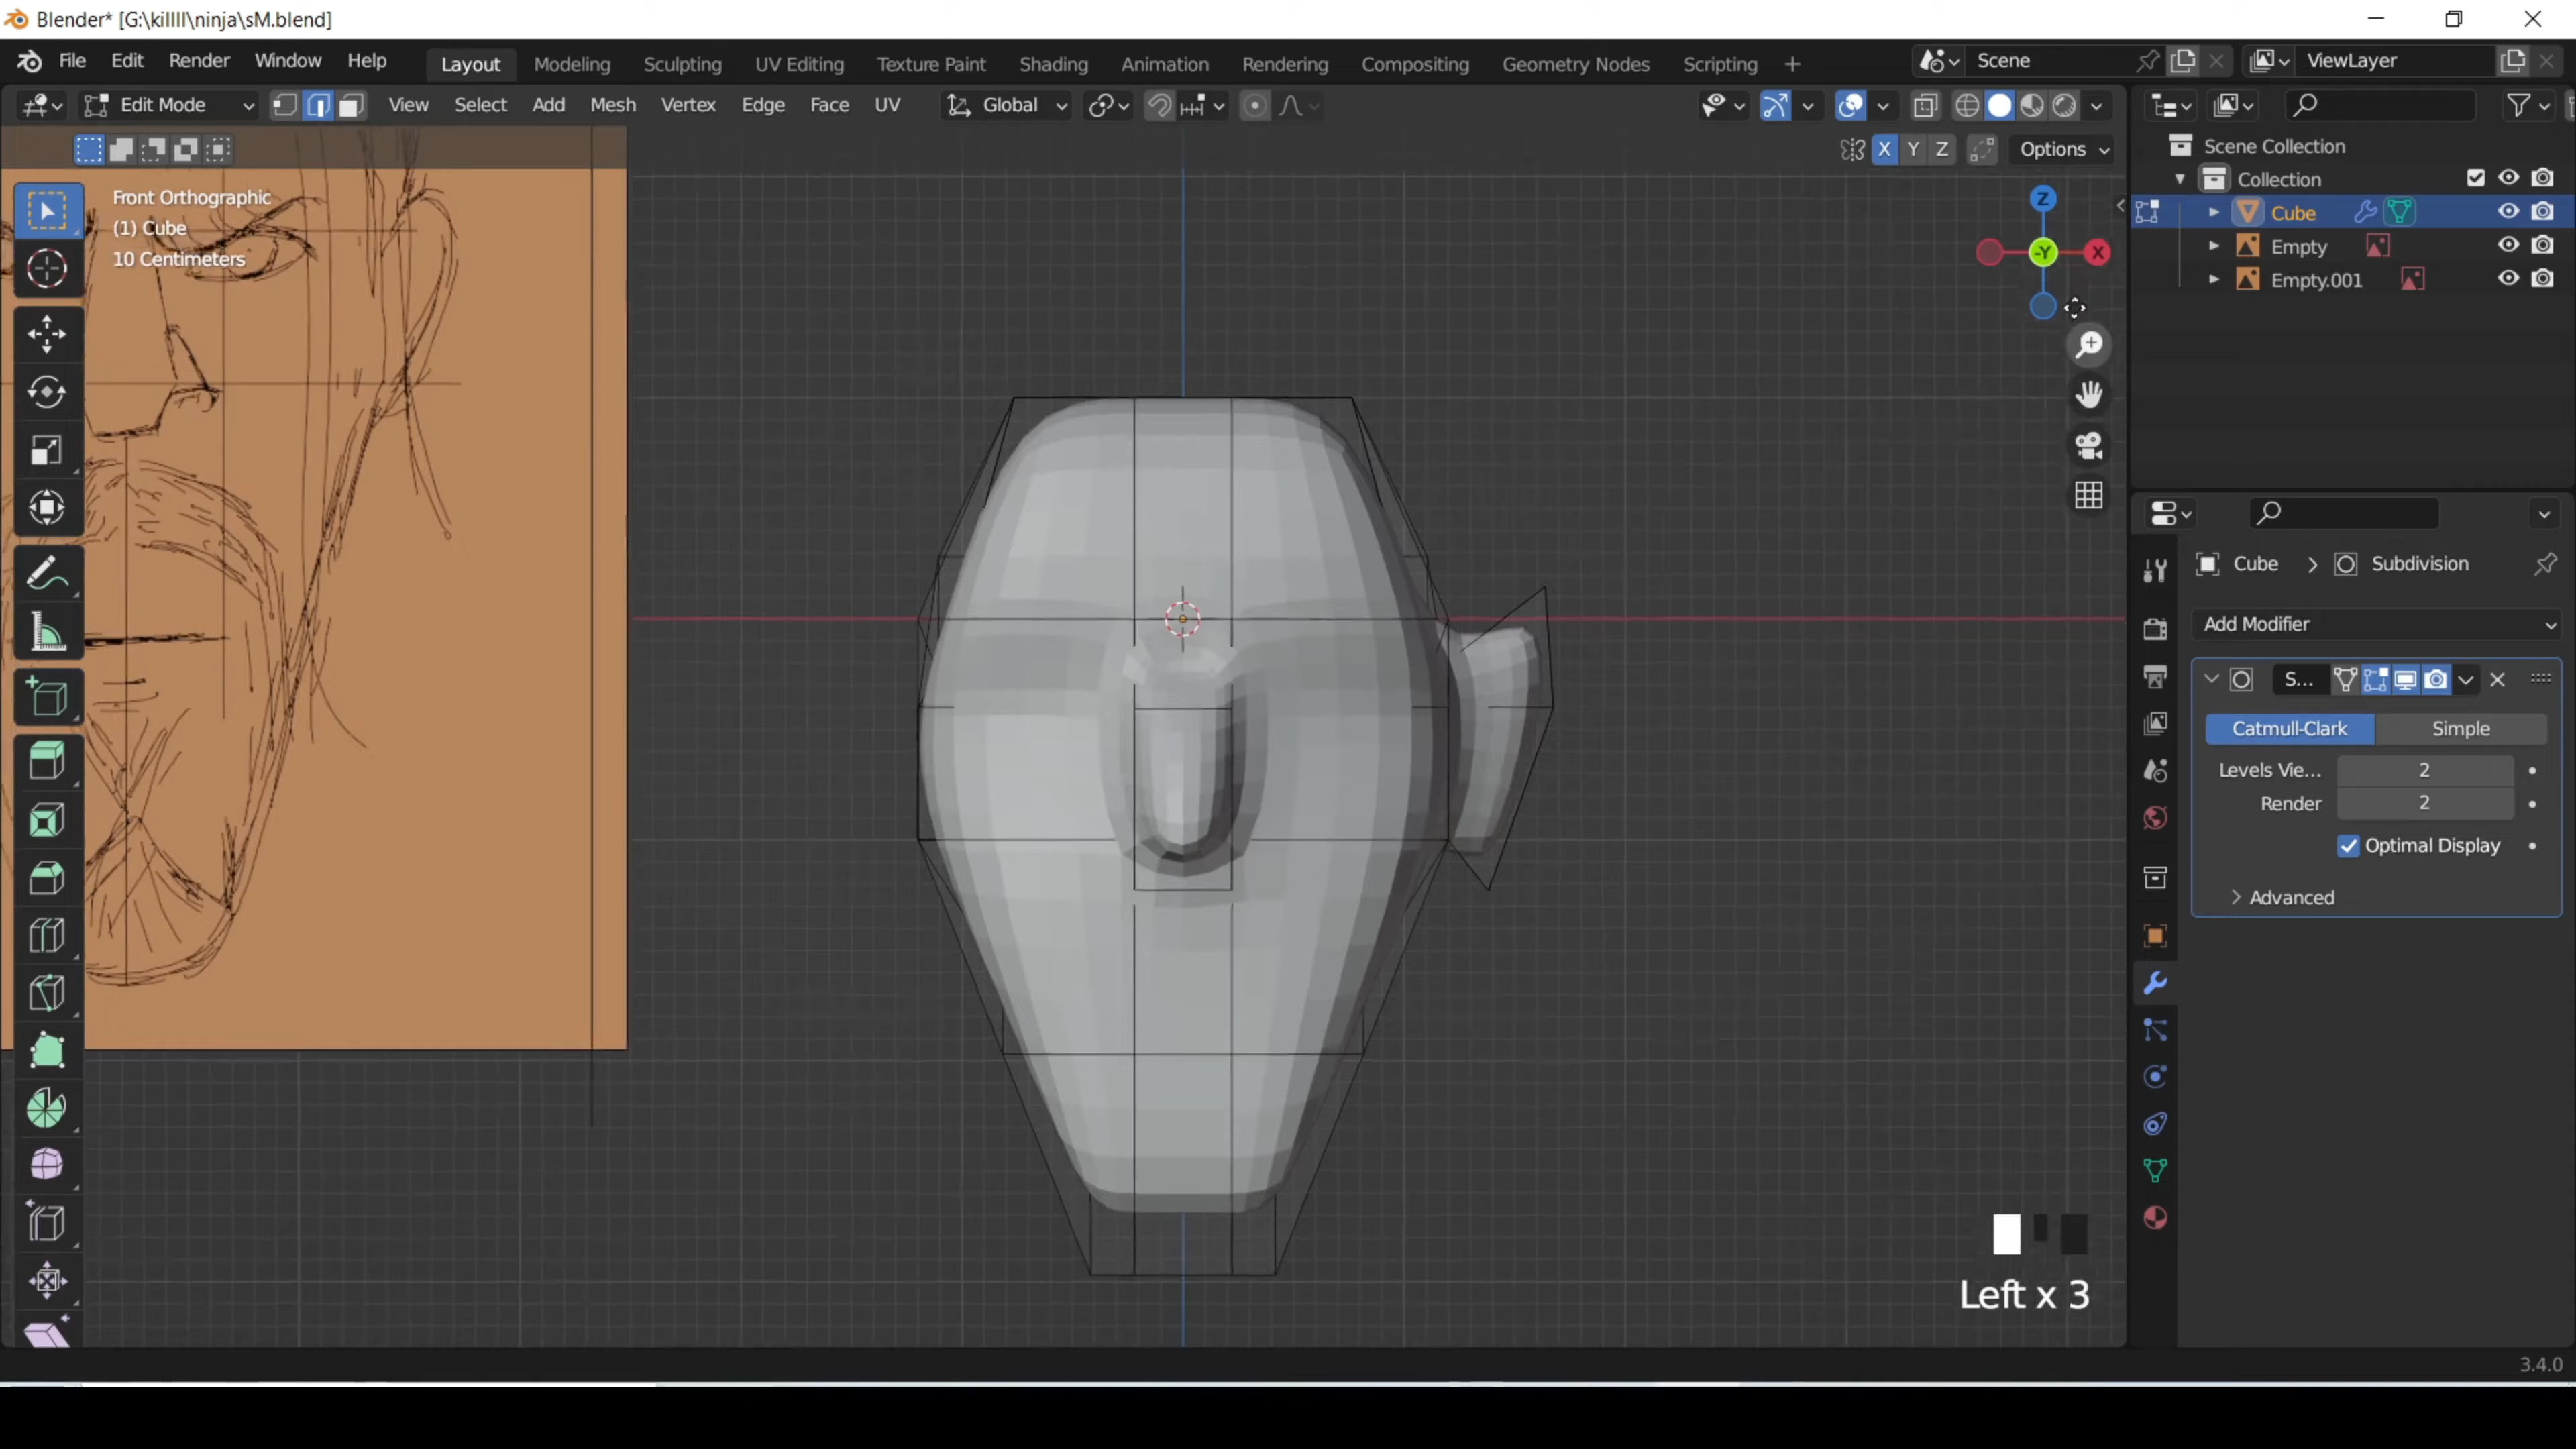 Blender* [G:\killll\ninja\sM.blend]
File Edit Render Window Help Layout Modeling Sculpting UV Editing Texture Paint Shading Animation Rendering Compositing Geometry Nodes Scripting + Scene ViewLayer
Edit Mode View Select Add Mesh Vertex Edge Face UV Global
X Y Z Options
Front Orthographic
(1) Cube
10 Centimeters
Z
-Y X
Scene Collection
Collection
Cube
Empty
Empty.001
Cube > Subdivision
Add Modifier
S...
Catmull-Clark Simple
Levels Vie... 2
Render 2
Optimal Display
Advanced
Left x 3
3.4.0